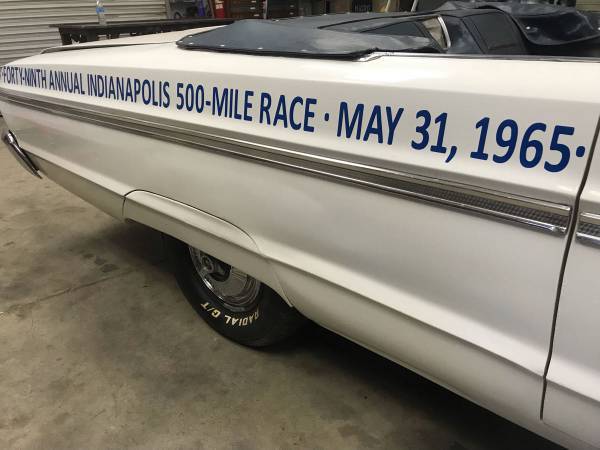 FORTY-NINTH ANNUAL INDIANAPOLIS 500-MILE RACE · MAY 31, 1965 ·
RADIAL G/T